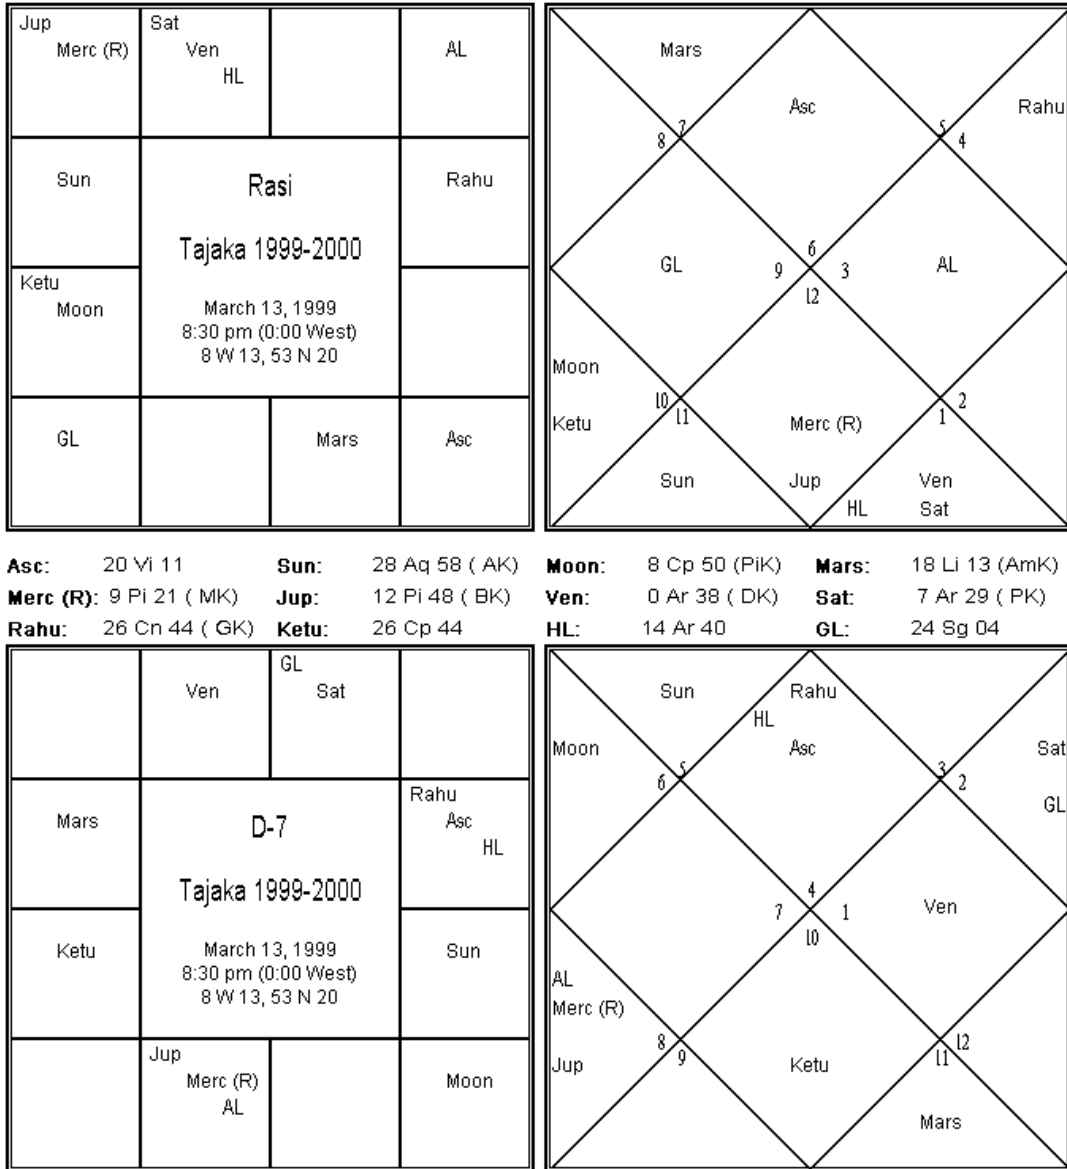 Jup
Merc (R)
Sat
Ven
HL
AL
Sun
Rasi
Tajaka 1999-2000
March 13, 1999
8:30 pm (0:00 West)
8 W 13, 53 N 20
Rahu
Ketu
Moon
GL
Mars
Asc
Mars
Asc
Rahu
7
8
5
4
GL
6
9
3
12
AL
Moon
Ketu
10
11
2
1
Merc (R)
Sun
Jup
HL
Ven
Sat
Asc: 20 Vi 11 Sun: 28 Aq 58 ( AK) Moon: 8 Cp 50 (PiK) Mars: 18 Li 13 (AmK)
Merc (R): 9 Pi 21 ( MK) Jup: 12 Pi 48 ( BK) Ven: 0 Ar 38 ( DK) Sat: 7 Ar 29 ( PK)
Rahu: 26 Cn 44 ( GK) Ketu: 26 Cp 44 HL: 14 Ar 40 GL: 24 Sg 04
Ven
GL
Sat
Mars
D-7
Tajaka 1999-2000
March 13, 1999
8:30 pm (0:00 West)
8 W 13, 53 N 20
Rahu
Asc
HL
Ketu
Sun
Jup
Merc (R)
AL
Moon
Sun
Rahu
HL
Asc
Moon
Sat
GL
5
6
3
2
4
7
1
10
Ven
AL
Merc (R)
Jup
8
9
12
11
Ketu
Mars